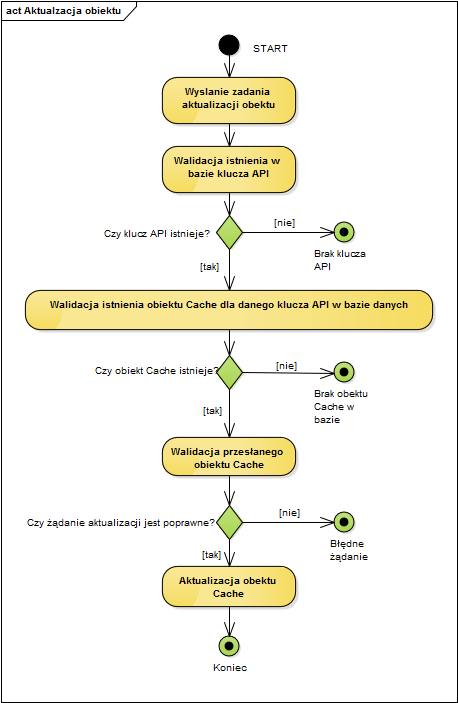 act Aktualzacja obiektu
START
Wyslanie zadania
aktualizacji obektu
Walidacja istnienia w
bazie klucza API
Czy klucz API istnieje?
[nie]
Brak klucza
API
[tak]
Walidacja istnienia obiektu Cache dla danego klucza API w bazie danych
Czy obiekt Cache istnieje?
[nie]
Brak obektu
Cache w
bazie
[tak]
Walidacja przesłanego
obiektu Cache
Czy żądanie aktualizacji jest poprawne?
[nie]
Błędne
żądanie
[tak]
Aktualizacja obektu
Cache
Koniec